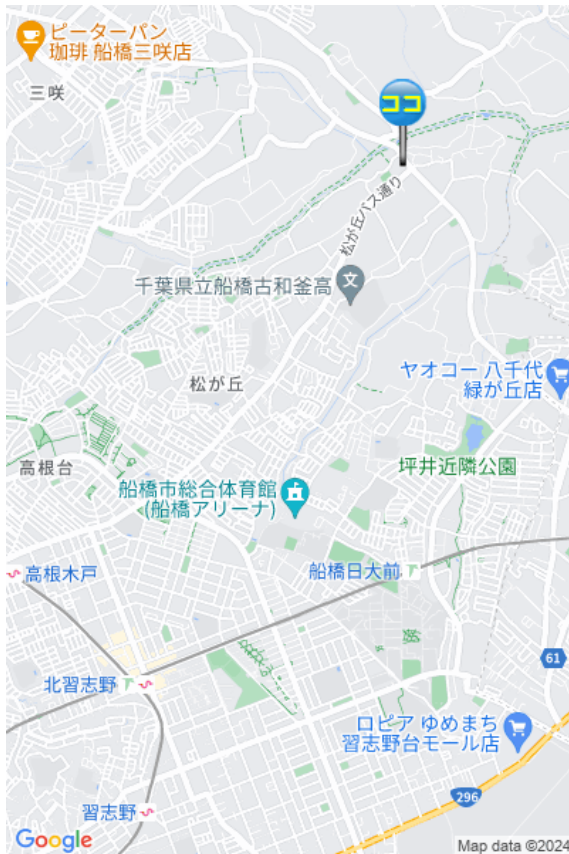 ピーターパン
珈琲 船橋三咲店
三咲
ココ
松が丘バス通り
千葉県立船橋古和釜高
文
ヤオコー 八千代
緑が丘店
松が丘
高根台
坪井近隣公園
船橋市総合体育館
(船橋アリーナ)
高根木戸
船橋日大前
61
北習志野
ロピア ゆめまち
習志野台モール店
296
習志野
Google
Map data ©2024